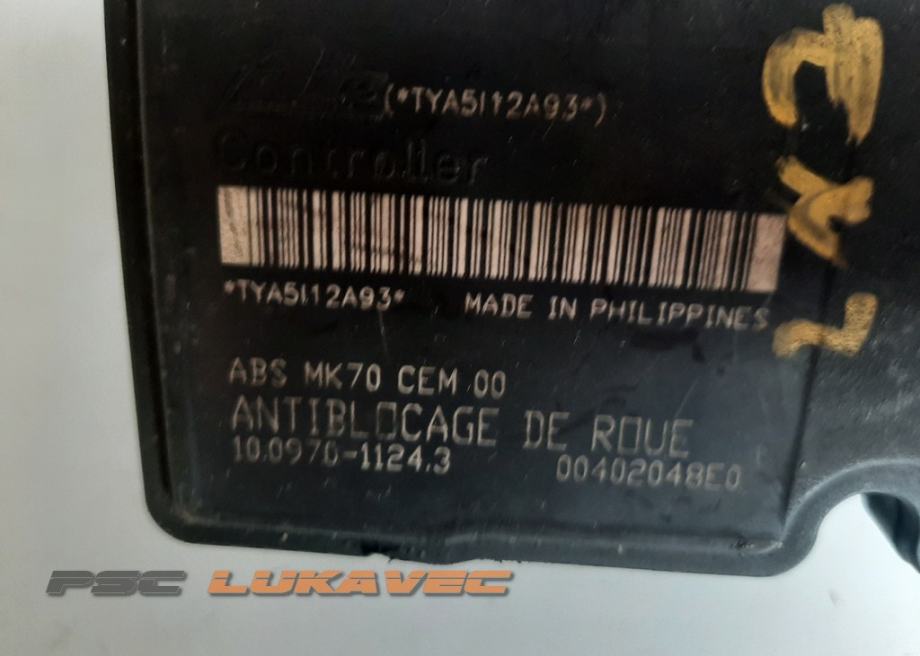 (*TYA5I12A93*)
Controller
*TYA5I12A93* MADE IN PHILIPPINES
ABS MK70 CEM 00
ANTIBLOCAGE DE ROUE
10.0970-1124.3 00402048E0
PSC LUKAVEC